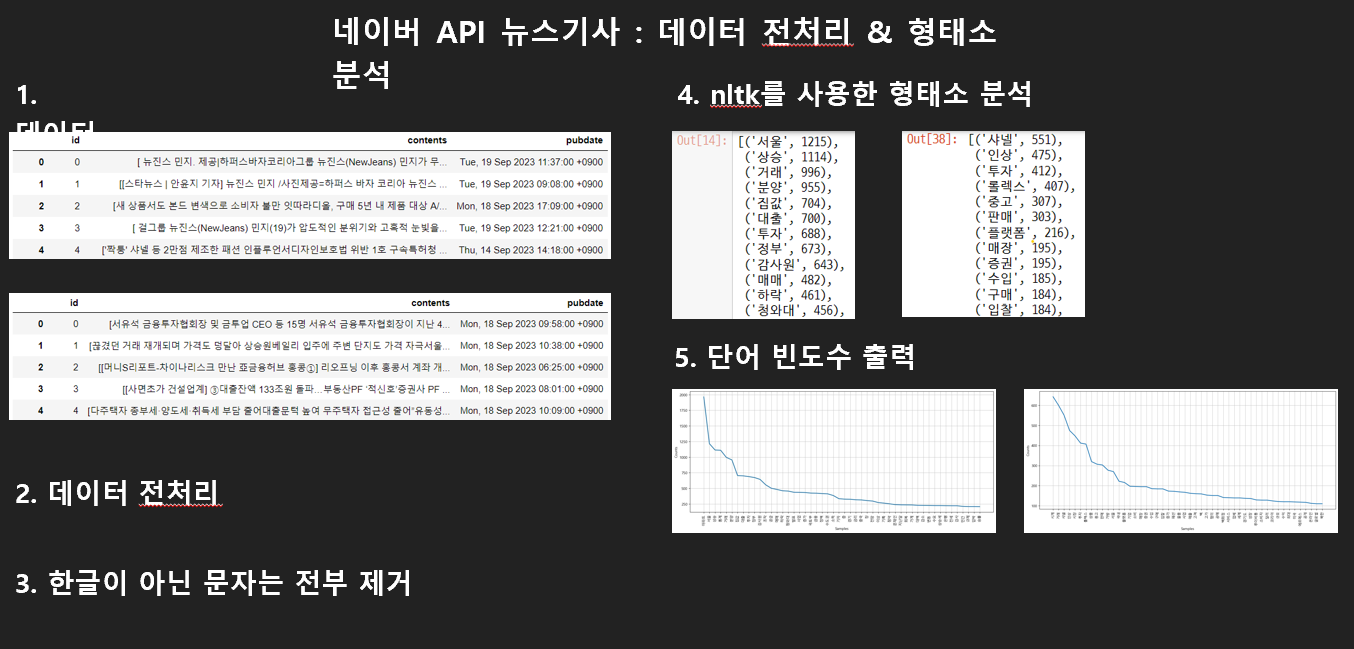 네이버 API 뉴스기사 : 데이터 전처리 & 형태소
분석
1.
데이터
id contents pubdate
0 0 [ 뉴진스 민지. 제공|하퍼스바자코리아그룹 뉴진스(NewJeans) 민지가 무... Tue, 19 Sep 2023 11:37:00 +0900
1 1 [[스타뉴스 | 안윤지 기자] 뉴진스 민지 /사진제공=하퍼스 바자 코리아 뉴진스 ... Tue, 19 Sep 2023 09:08:00 +0900
2 2 [새 상품서도 본드 변색으로 소비자 불만 잇따라디올, 구매 5년 내 제품 대상 A/... Mon, 18 Sep 2023 17:09:00 +0900
3 3 [ 걸그룹 뉴진스(NewJeans) 민지(19)가 압도적인 분위기와 고혹적 눈빛을... Tue, 19 Sep 2023 12:21:00 +0900
4 4 ['짝퉁' 샤넬 등 2만점 제조한 패션 인플루언서디자인보호법 위반 1호 구속특허청 ... Thu, 14 Sep 2023 14:18:00 +0900
id contents pubdate
0 0 [서유석 금융투자협회장 및 금투업 CEO 등 15명 서유석 금융투자협회장이 지난 4... Mon, 18 Sep 2023 09:58:00 +0900
1 1 [끊겼던 거래 재개되며 가격도 덩달아 상승원베일리 입주에 주변 단지도 가격 자극서울... Mon, 18 Sep 2023 10:38:00 +0900
2 2 [[머니S리포트-차이나리스크 만난 죠금융허브 홍콩①] 리오프닝 이후 홍콩서 계좌 개... Mon, 18 Sep 2023 06:25:00 +0900
3 3 [[사면초가 건설업계] ③대출잔액 133조원 돌파…부동산PF '적신호'증권사 PF ... Mon, 18 Sep 2023 08:01:00 +0900
4 4 [다주택자 종부세·양도세·취득세 부담 줄어대출문턱 높여 무주택자 접근성 줄어"유동성... Mon, 18 Sep 2023 10:09:00 +0900
2. 데이터 전처리
3. 한글이 아닌 문자는 전부 제거
4. nltk를 사용한 형태소 분석
Out[14]: [('서울', 1215),
('상승', 1114),
('거래', 996),
('분양', 955),
('집값', 704),
('대출', 700),
('투자', 688),
('정부', 673),
('감사원', 643),
('매매', 482),
('하락', 461),
('청와대', 456),
Out[38]: [('샤넬', 551),
('인상', 475),
('투자', 412),
('롤렉스', 407),
('중고', 307),
('판매', 303),
('플랫폼', 216),
('매장', 195),
('증권', 195),
('수입', 185),
('구매', 184),
('입찰', 184),
5. 단어 빈도수 출력
2000
1750
1500
1250
1000
750
500
250
Counts
Samples
600
500
400
300
200
100
Counts
Samples